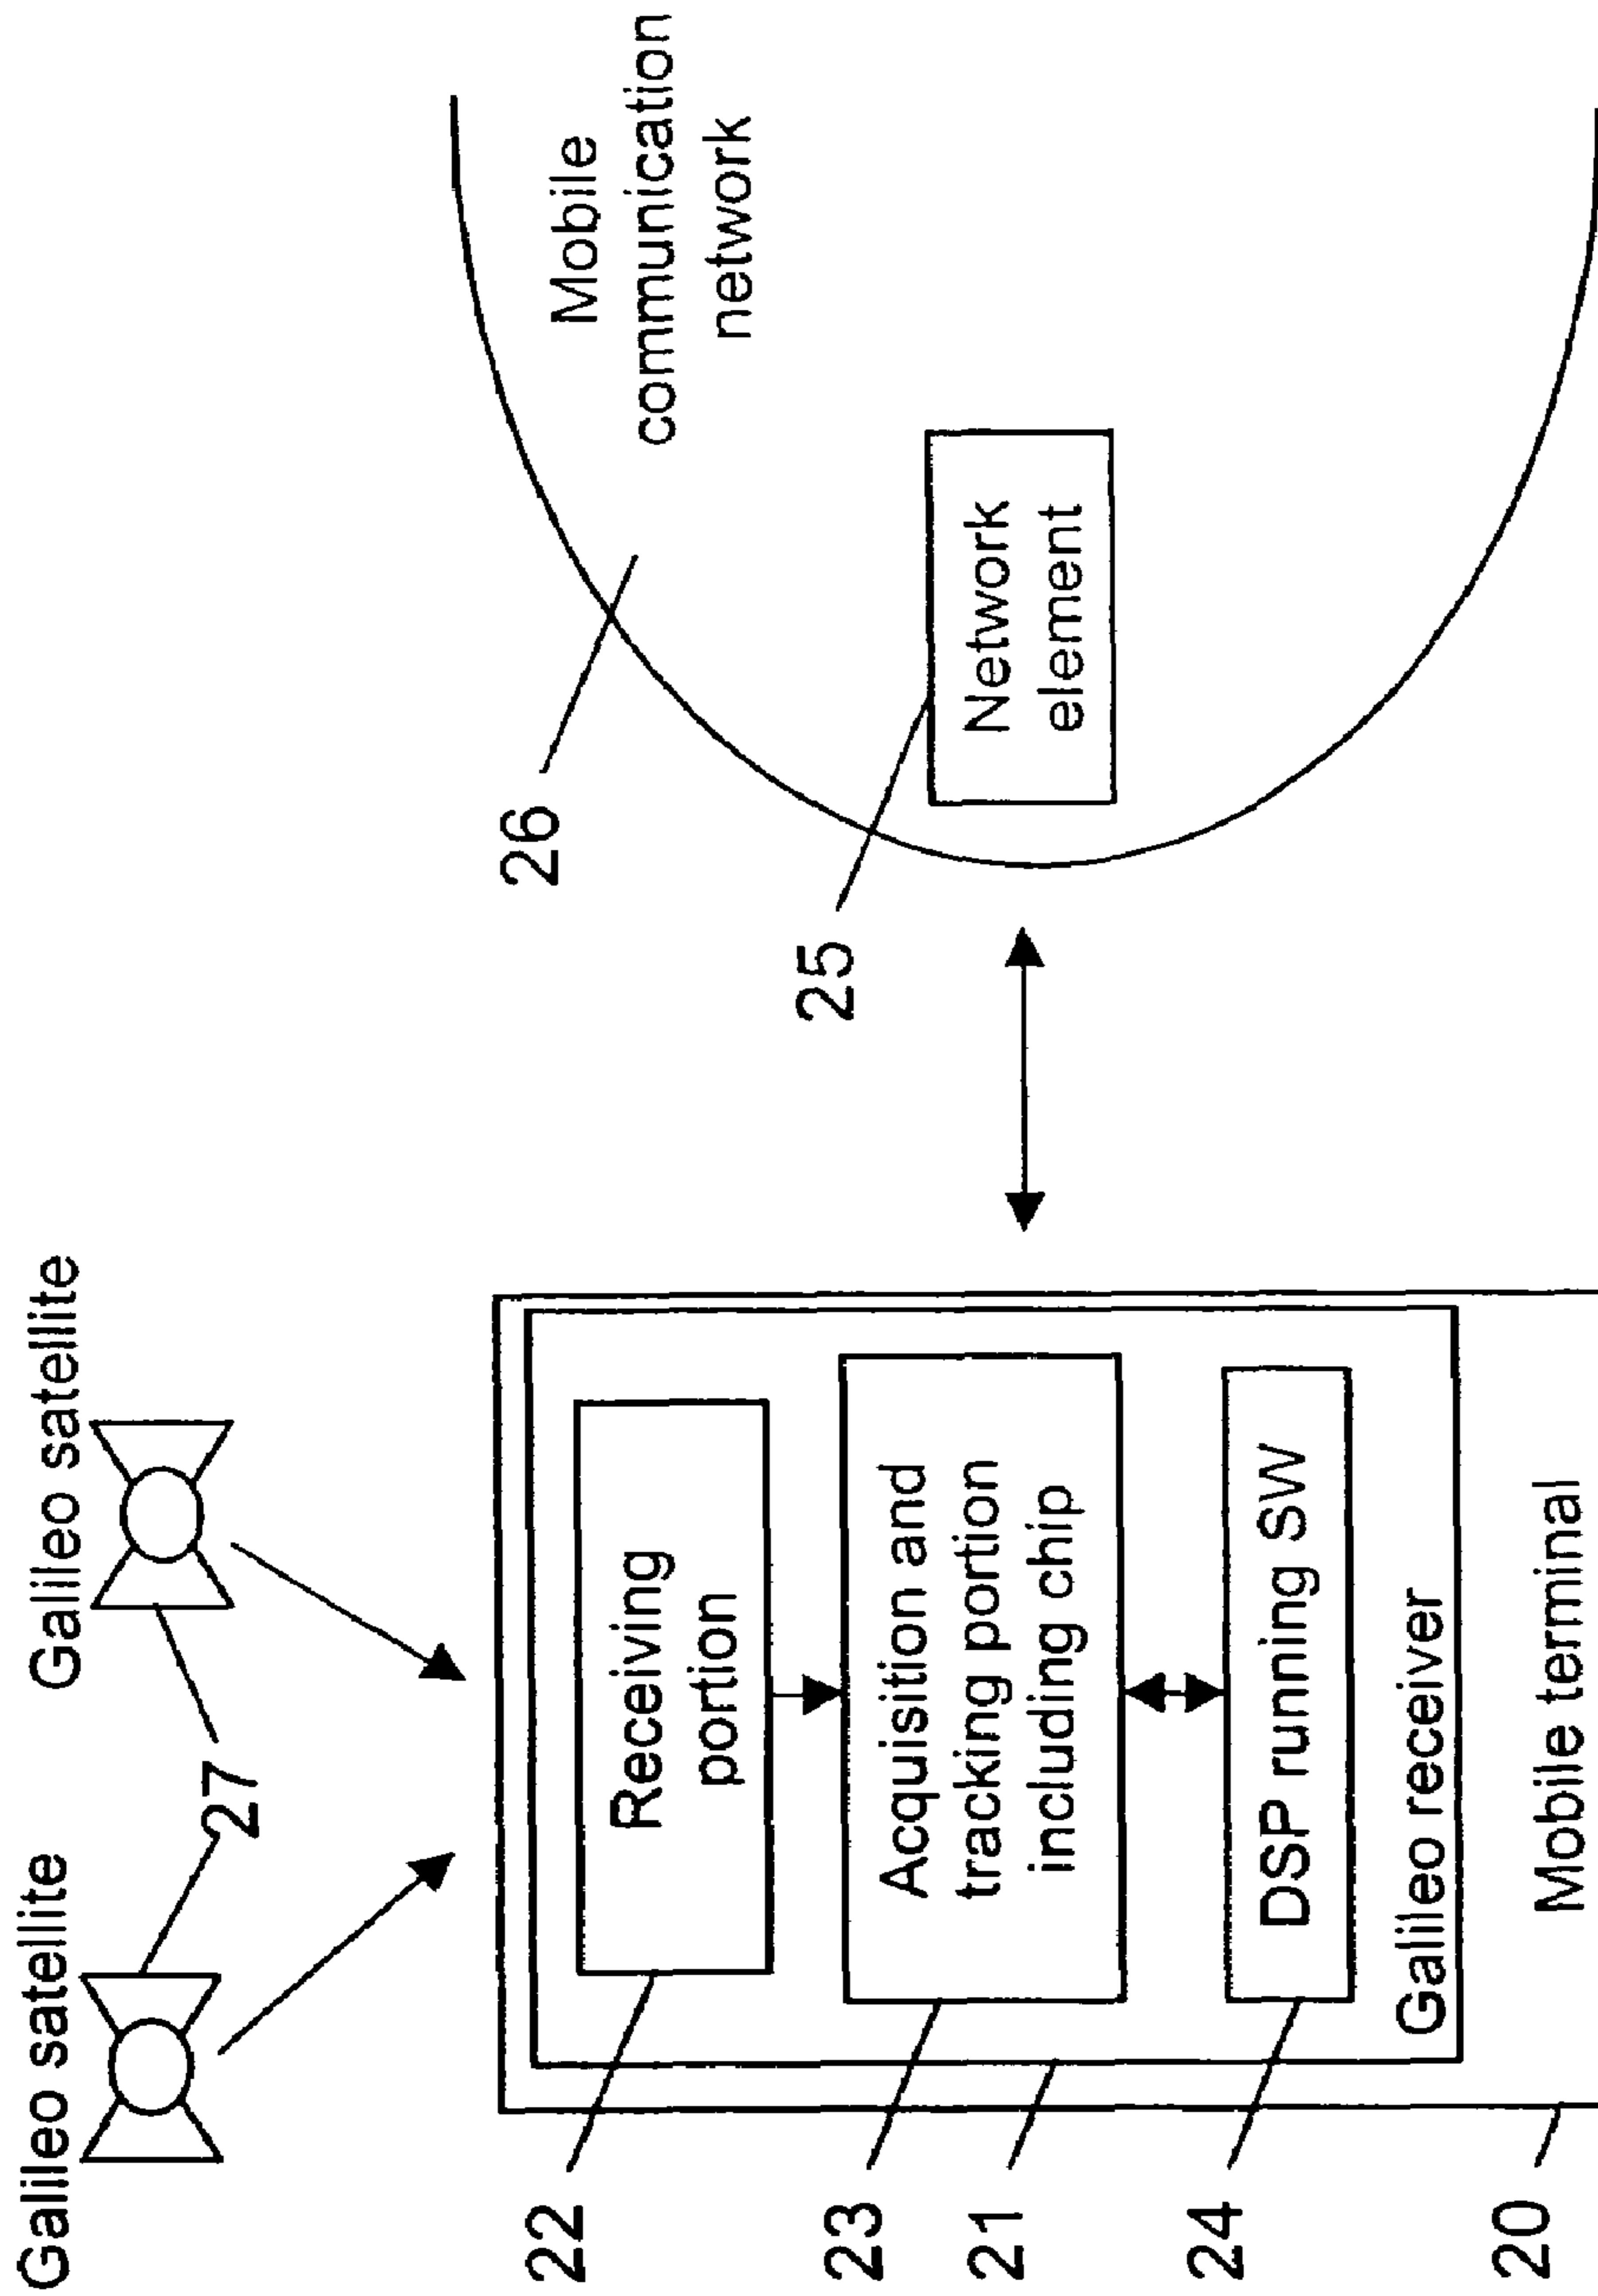 Galileo satellite
Galileo satellite
27
22
Receiving
portion
23
Acquisition and
tracking portion
including chip
21
24
DSP running SW
Galileo receiver
20
Mobile terminal
26
Mobile
communication
network
25
Network
element